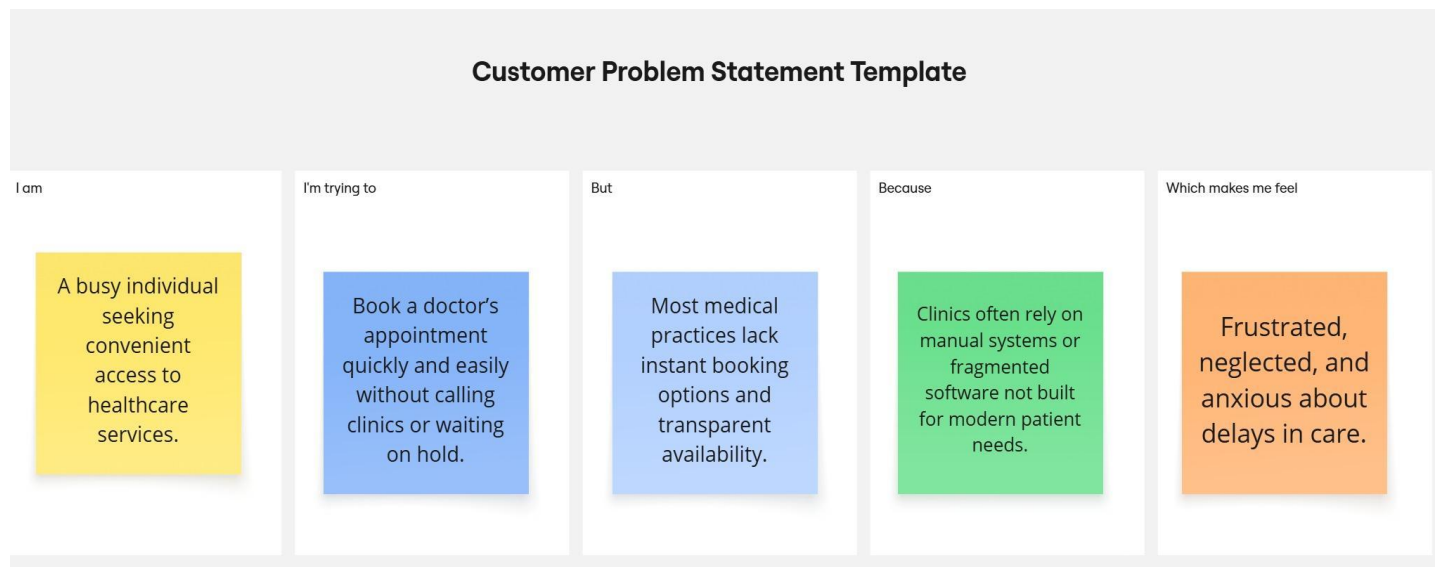 Customer Problem Statement Template
I am
A busy individual
seeking
convenient
access to
healthcare
services.
I'm trying to
Book a doctor’s
appointment
quickly and easily
without calling
clinics or waiting
on hold.
But
Most medical
practices lack
instant booking
options and
transparent
availability.
Because
Clinics often rely on
manual systems or
fragmented
software not built
for modern patient
needs.
Which makes me feel
Frustrated,
neglected, and
anxious about
delays in care.